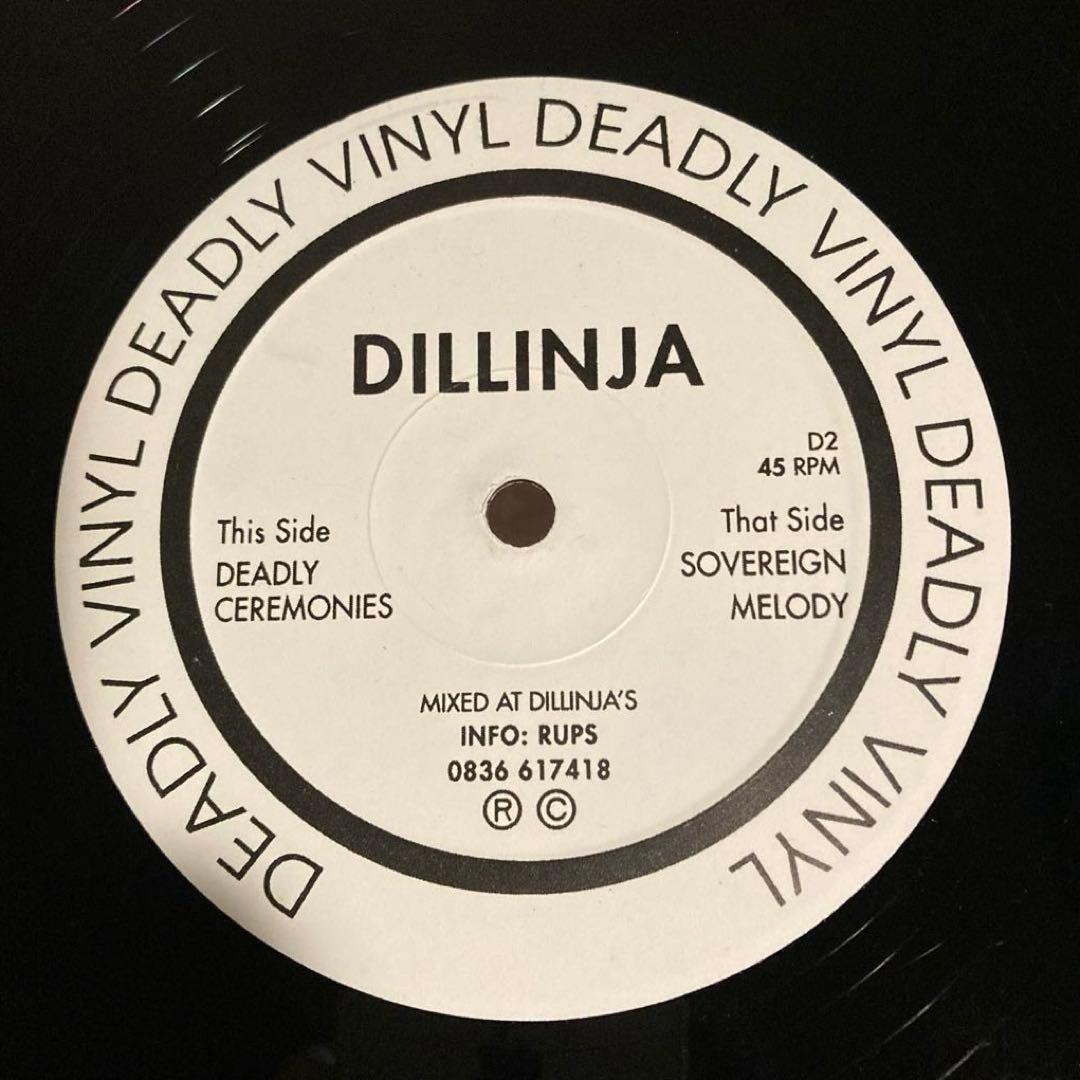 DEADLY VINYL DEADLY VINYL DEADLY VINYL DEADLY VINYL
DILLINJA
D2
45 RPM
This Side
DEADLY
CEREMONIES
That Side
SOVEREIGN
MELODY
MIXED AT DILLINJA'S
INFO: RUPS
0836 617418
Ⓡ Ⓒ